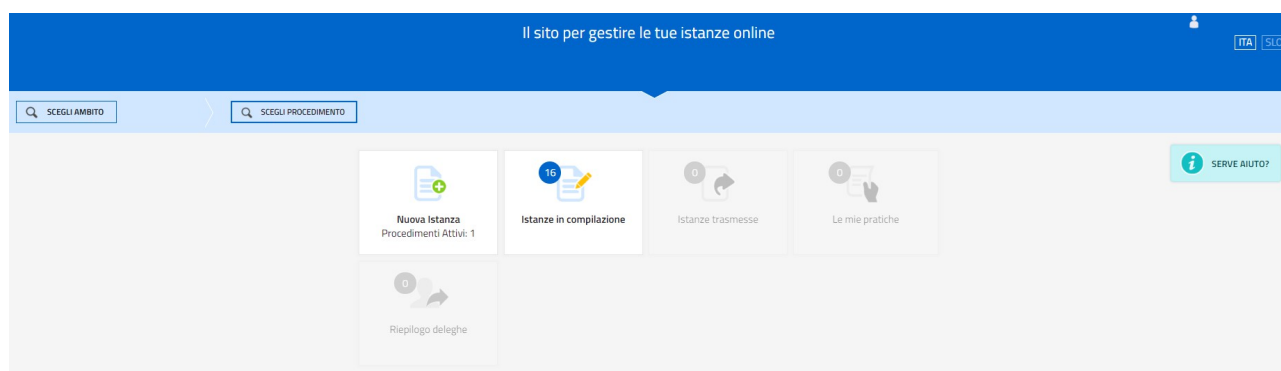 Il sito per gestire le tue istanze online
ITA SLO
SCEGLI AMBITO
SCEGLI PROCEDIMENTO
SERVE AIUTO?
Nuova Istanza
Procedimenti Attivi: 1
16
Istanze in compilazione
0
Istanze trasmesse
0
Le mie pratiche
0
Riepilogo deleghe